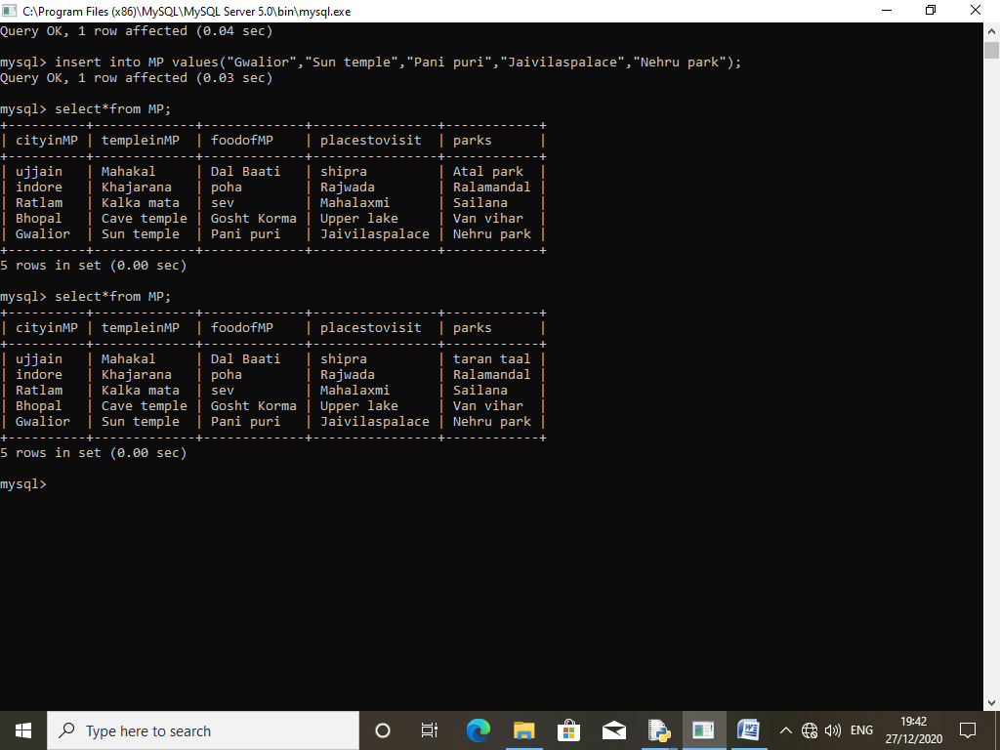 C:\Program Files (x86)\MySQL\MySQL Server 5.0\bin\mysql.exe
Query OK, 1 row affected (0.04 sec)
mysql> insert into MP values("Gwalior","Sun temple","Pani puri","Jaivilaspalace","Nehru park");
Query OK, 1 row affected (0.03 sec)
mysql> select*from MP;
+----------+-------------+-------------+----------------+------------+
| cityinMP | templeinMP  | foodofMP    | placestovisit  | parks      |
+----------+-------------+-------------+----------------+------------+
| ujjain   | Mahakal     | Dal Baati   | shipra         | Atal park  |
| indore   | Khajarana   | poha        | Rajwada        | Ralamandal |
| Ratlam   | Kalka mata  | sev         | Mahalaxmi      | Sailana    |
| Bhopal   | Cave temple | Gosht Korma | Upper lake     | Van vihar  |
| Gwalior  | Sun temple  | Pani puri   | Jaivilaspalace | Nehru park |
+----------+-------------+-------------+----------------+------------+
5 rows in set (0.00 sec)
mysql> select*from MP;
+----------+-------------+-------------+----------------+------------+
| cityinMP | templeinMP  | foodofMP    | placestovisit  | parks      |
+----------+-------------+-------------+----------------+------------+
| ujjain   | Mahakal     | Dal Baati   | shipra         | taran taal |
| indore   | Khajarana   | poha        | Rajwada        | Ralamandal |
| Ratlam   | Kalka mata  | sev         | Mahalaxmi      | Sailana    |
| Bhopal   | Cave temple | Gosht Korma | Upper lake     | Van vihar  |
| Gwalior  | Sun temple  | Pani puri   | Jaivilaspalace | Nehru park |
+----------+-------------+-------------+----------------+------------+
5 rows in set (0.00 sec)
mysql>
Type here to search
ENG
19:42
27/12/2020